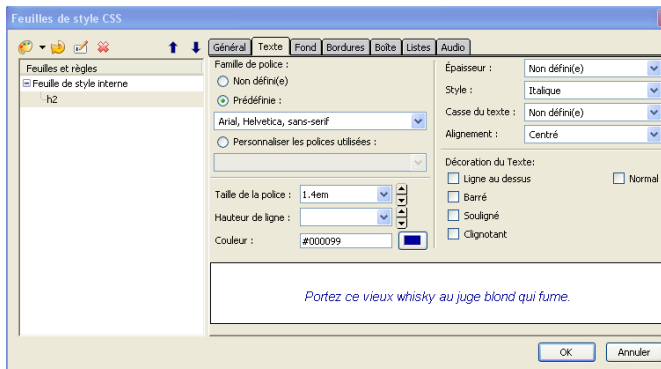 Feuilles de style CSS
Général Texte Fond Bordures Boîte Listes Audio
Feuilles et règles
Feuille de style interne
h2
Famille de police :
Non défini(e)
Prédéfinie :
Arial, Helvetica, sans-serif
Personnaliser les polices utilisées :
Taille de la police : 1.4em
Hauteur de ligne :
Couleur : #000099
Épaisseur : Non défini(e)
Style : Italique
Casse du texte : Non défini(e)
Alignement : Centré
Décoration du Texte:
Ligne au dessus Normal
Barré
Souligné
Clignotant
Portez ce vieux whisky au juge blond qui fume.
OK Annuler